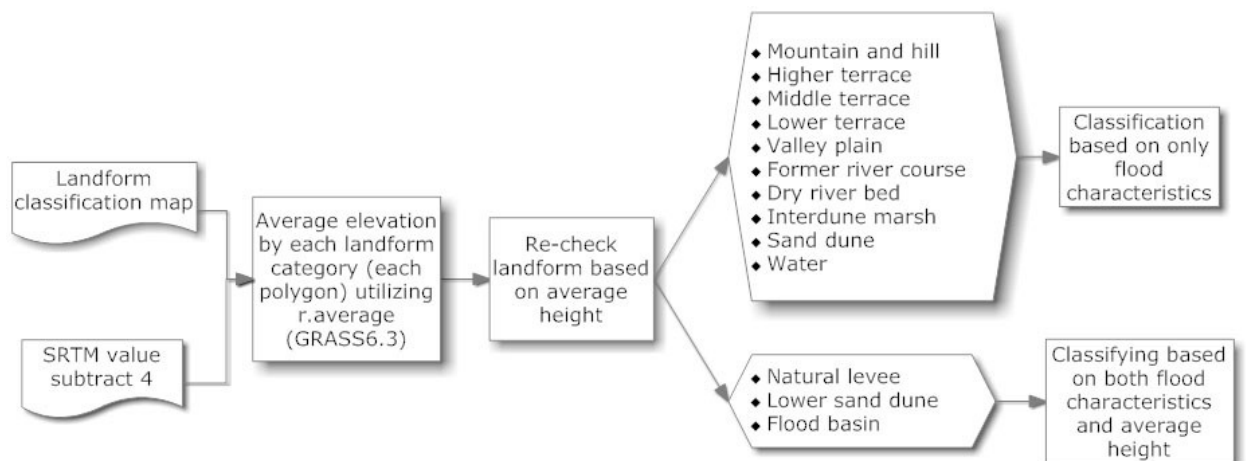 Landform
classification map
SRTM value
subtract 4
Average elevation
by each landform
category (each
polygon) utilizing
r.average
(GRASS6.3)
Re-check
landform based
on average
height
◆ Mountain and hill
◆ Higher terrace
◆ Middle terrace
◆ Lower terrace
◆ Valley plain
◆ Former river course
◆ Dry river bed
◆ Interdune marsh
◆ Sand dune
◆ Water
Classification
based on only
flood
characteristics
◆ Natural levee
◆ Lower sand dune
◆ Flood basin
Classifying based
on both flood
characteristics
and average
height